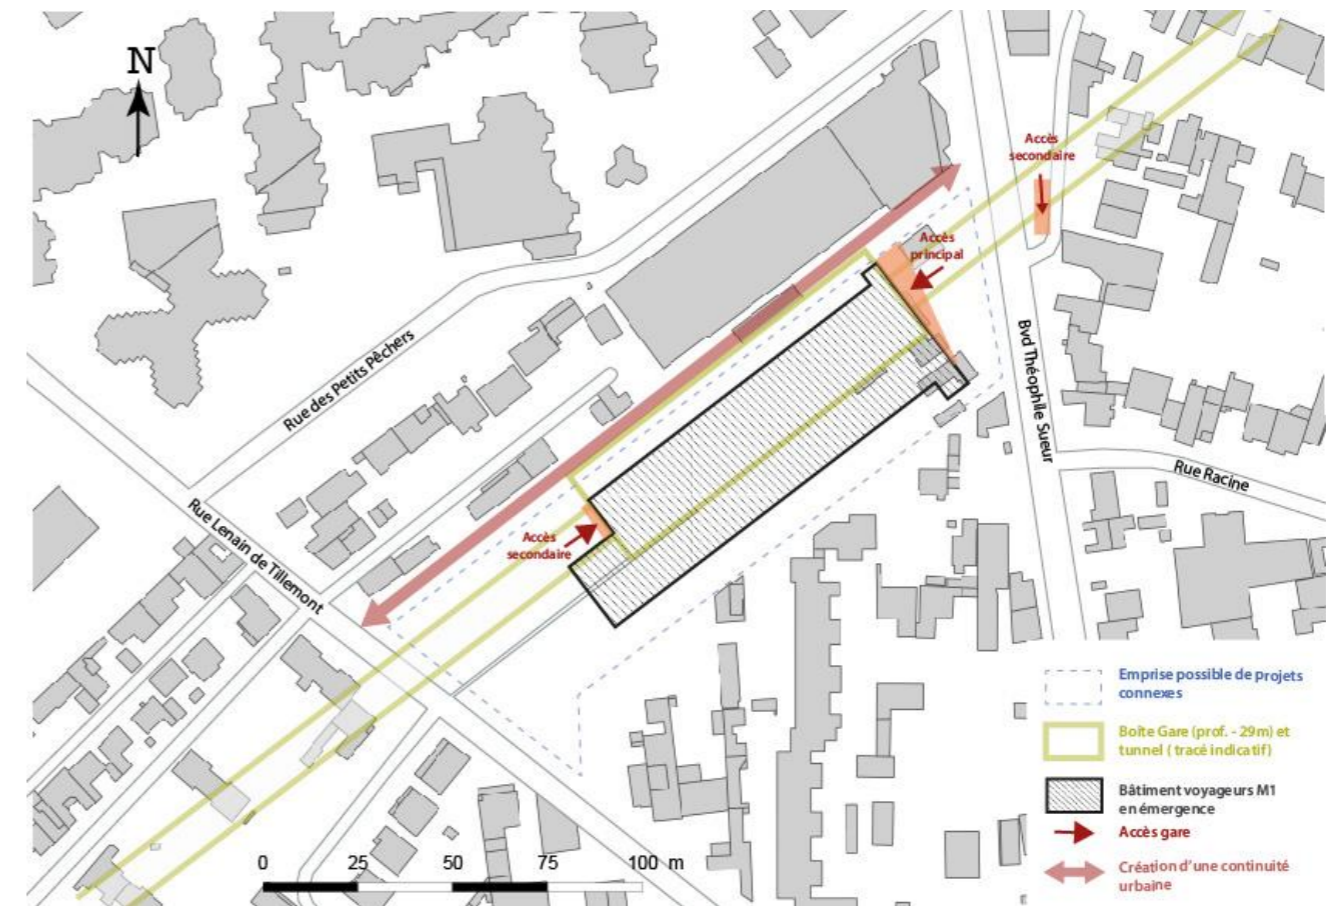 N
Accès
secondaire
Accès
principal
Rue des Petits Pêchers
Bvd Théophile Sueur
Rue Racine
Rue Lenain de Tillemont
Accès
secondaire
Emprise possible de projets
connexes
Boîte Gare (prof. - 29m) et
tunnel ( tracé indicatif)
Bâtiment voyageurs M1
en émergence
Accès gare
Création d'une continuité
urbaine
0 25 50 75 100 m